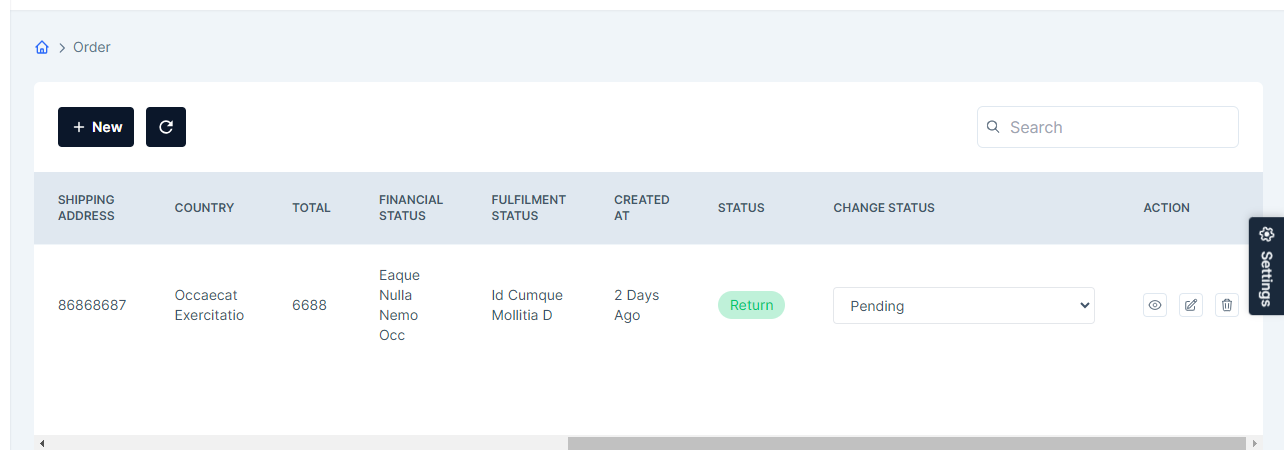 Order
New
Search
SHIPPING ADDRESS
COUNTRY
TOTAL
FINANCIAL STATUS
FULFILMENT STATUS
CREATED AT
STATUS
CHANGE STATUS
ACTION
86868687
Occaecat
Exercitatio
6688
Eaque
Nulla
Nemo
Occ
Id Cumque
Mollitia D
2 Days
Ago
Return
Pending
Settings